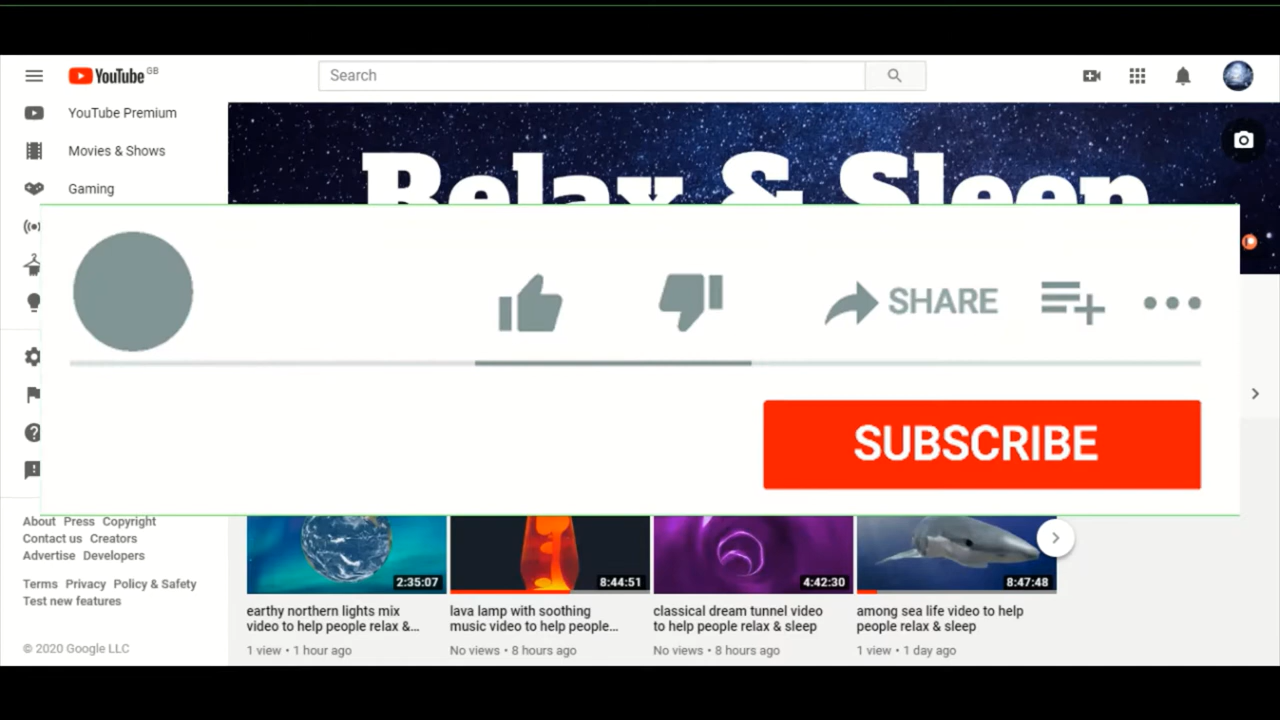 YouTube GB
Search
YouTube Premium
Movies & Shows
Gaming
Relax & Sleep
SHARE
SUBSCRIBE
About Press Copyright
Contact us Creators
Advertise Developers
Terms Privacy Policy & Safety
Test new features
© 2020 Google LLC
2:35:07
8:44:51
4:42:30
8:47:48
earthy northern lights mix
video to help people relax &...
1 view • 1 hour ago
lava lamp with soothing
music video to help people...
No views • 8 hours ago
classical dream tunnel video
to help people relax & sleep
No views • 8 hours ago
among sea life video to help
people relax & sleep
1 view • 1 day ago